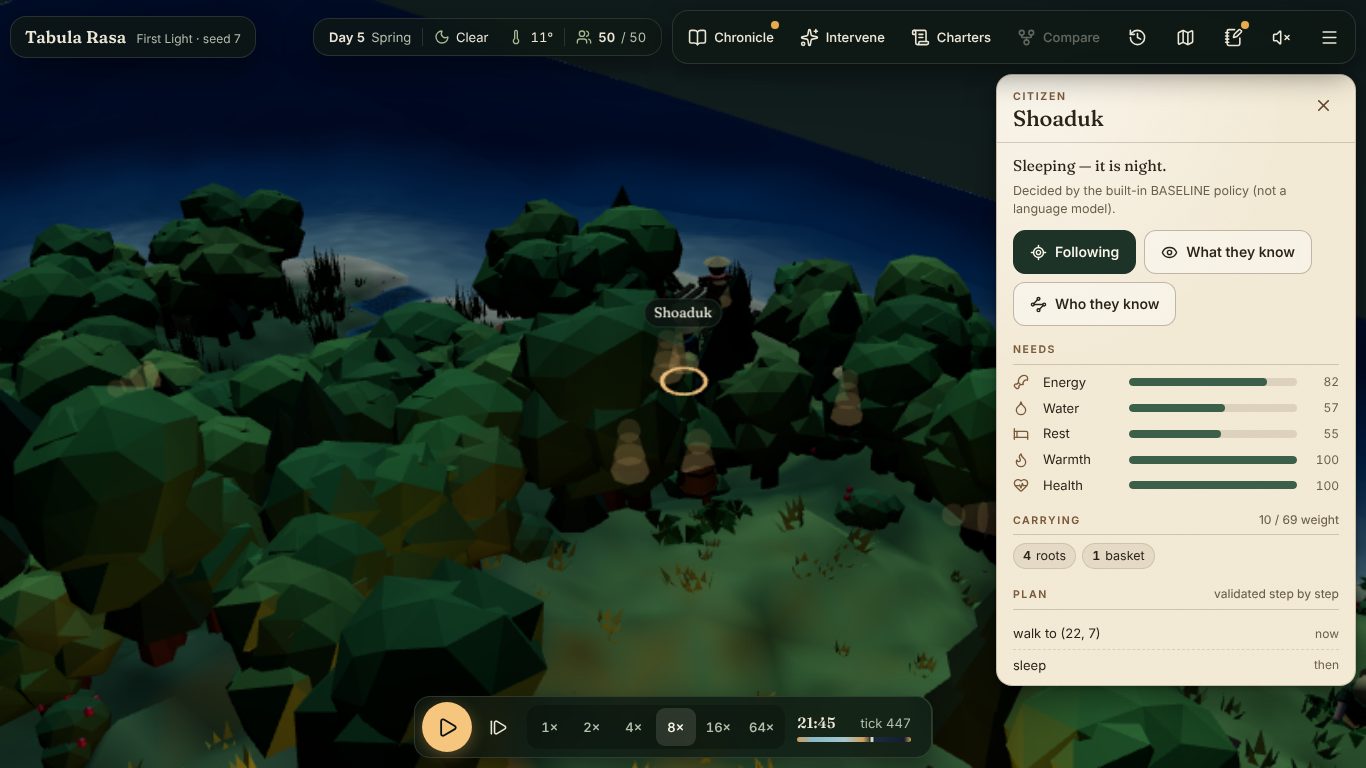 Tabula Rasa First Light · seed 7
Day 5 Spring Clear 11° 50 / 50
Chronicle Intervene Charters Compare
CITIZEN
Shoaduk
Sleeping — it is night.
Decided by the built-in BASELINE policy (not a
language model).
Following What they know
Who they know
NEEDS
Energy 82
Water 57
Rest 55
Warmth 100
Health 100
CARRYING 10 / 69 weight
4 roots 1 basket
PLAN validated step by step
walk to (22, 7) now
sleep then
Shoaduk
1× 2× 4× 8× 16× 64× 21:45 tick 447